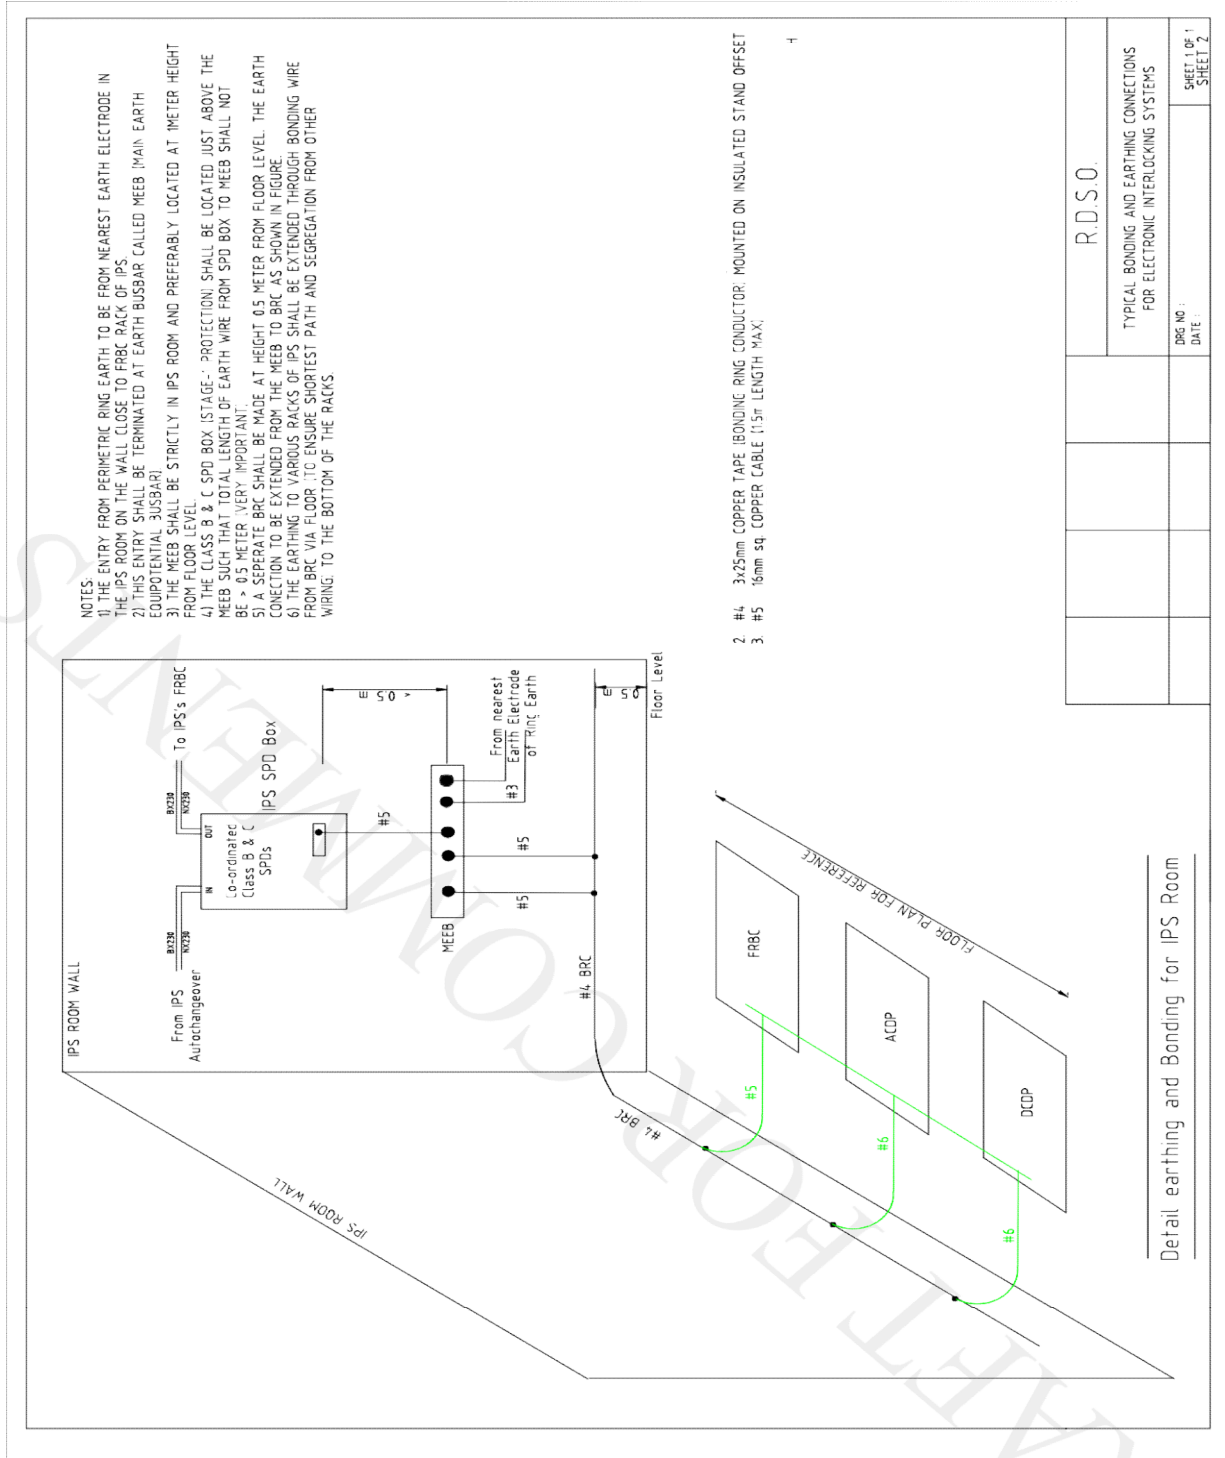 NOTES:
1) THE ENTRY FROM PERIMETRIC RING EARTH TO BE FROM NEAREST EARTH ELECTRODE IN
THE IPS ROOM ON THE WALL CLOSE TO FRBC RACK OF IPS.
2) THIS ENTRY SHALL BE TERMINATED AT EARTH BUSBAR CALLED MEEB (MAIN EARTH
EQUIPOTENTIAL BUSBAR)
3) THE MEEB SHALL BE STRICTLY IN IPS ROOM AND PREFERABLY LOCATED AT 1METER HEIGHT
FROM FLOOR LEVEL.
4) THE CLASS B & C SPD BOX (STAGE-' PROTECTION) SHALL BE LOCATED JUST ABOVE THE
MEEB SUCH THAT TOTAL LENGTH OF EARTH WIRE FROM SPD BOX TO MEEB SHALL NOT
BE > 0.5 METER (VERY IMPORTANT.
5) A SEPERATE BRC SHALL BE MADE AT HEIGHT 0.5 METER FROM FLOOR LEVEL. THE EARTH
CONECTION TO BE EXTENDED FROM THE MEEB TO BRC AS SHOWN IN FIGURE.
6) THE EARTHING TO VARIOUS RACKS OF IPS SHALL BE EXTENDED THROUGH BONDING WIRE
FROM BRC VIA FLOOR (TO ENSURE SHORTEST PATH AND SEGREGATION FROM OTHER
WIRING. TO THE BOTTOM OF THE RACKS.
2. #4 3x25mm COPPER TAPE (BONDING RING CONDUCTOR. MOUNTED ON INSULATED STAND OFFSET
3. #5 16mm sq. COPPER CABLE (1.5m LENGTH MAX)
IPS ROOM WALL
From IPS
Autochangeover
BX230
NX230
IN
OUT
Co-ordinated
Class B & C
SPDs
BX230
NX230
To IPS's FRBC
IPS SPD Box
< 0.5 m
#5
MEEB
#5
#5
#3
From nearest
Earth Electrode
of Ring Earth
#4 BRC
0.5 m
Floor Level
#4 BRC
IPS ROOM WALL
#5
#6
#6
FRBC
ACDP
DCDP
FLOOR PLAN FOR REFERENCE
Detail earthing and Bonding for IPS Room
R.D.S.O.
TYPICAL BONDING AND EARTHING CONNECTIONS
FOR ELECTRONIC INTERLOCKING SYSTEMS
DRG NO :
DATE :
SHEET 1 OF 1
SHEET 2
AFT FOR COMMENTS